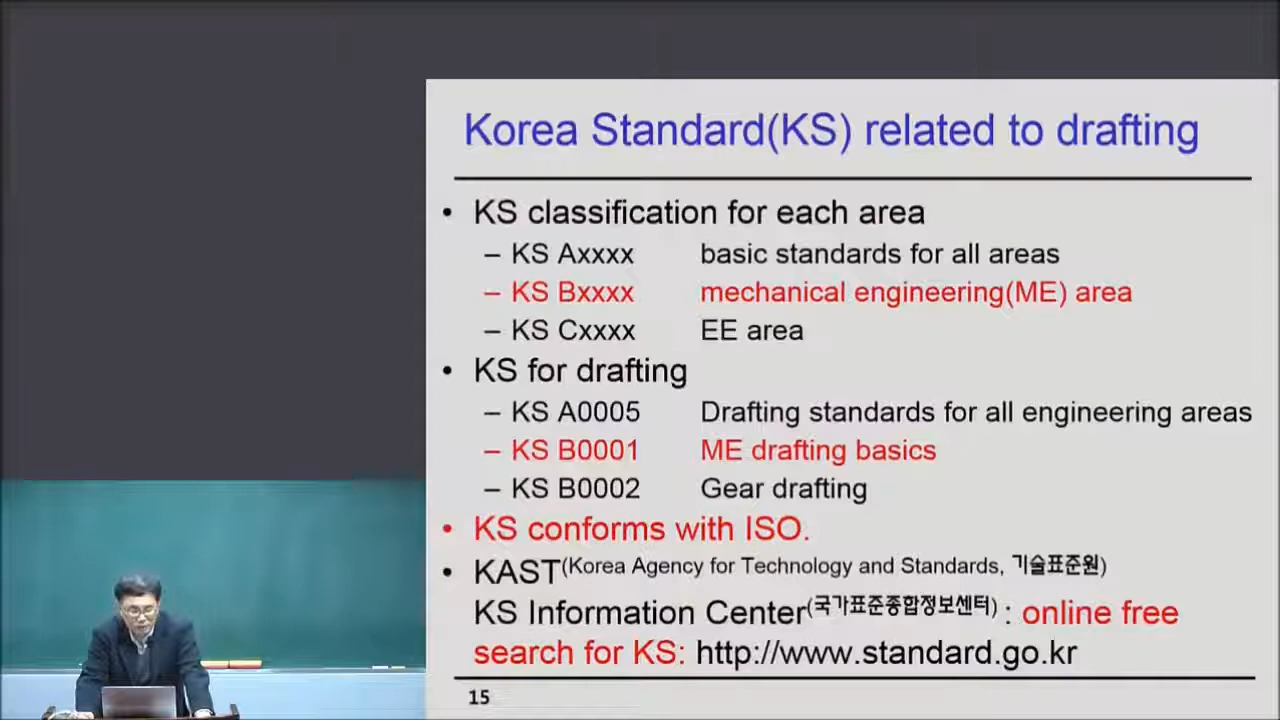 Korea Standard(KS) related to drafting
• KS classification for each area
– KS Axxxx basic standards for all areas
– KS Bxxxx mechanical engineering(ME) area
– KS Cxxxx EE area
• KS for drafting
– KS A0005 Drafting standards for all engineering areas
– KS B0001 ME drafting basics
– KS B0002 Gear drafting
• KS conforms with ISO.
• KAST(Korea Agency for Technology and Standards, 기술표준원)
KS Information Center(국가표준종합정보센터) : online free
search for KS: http://www.standard.go.kr
15